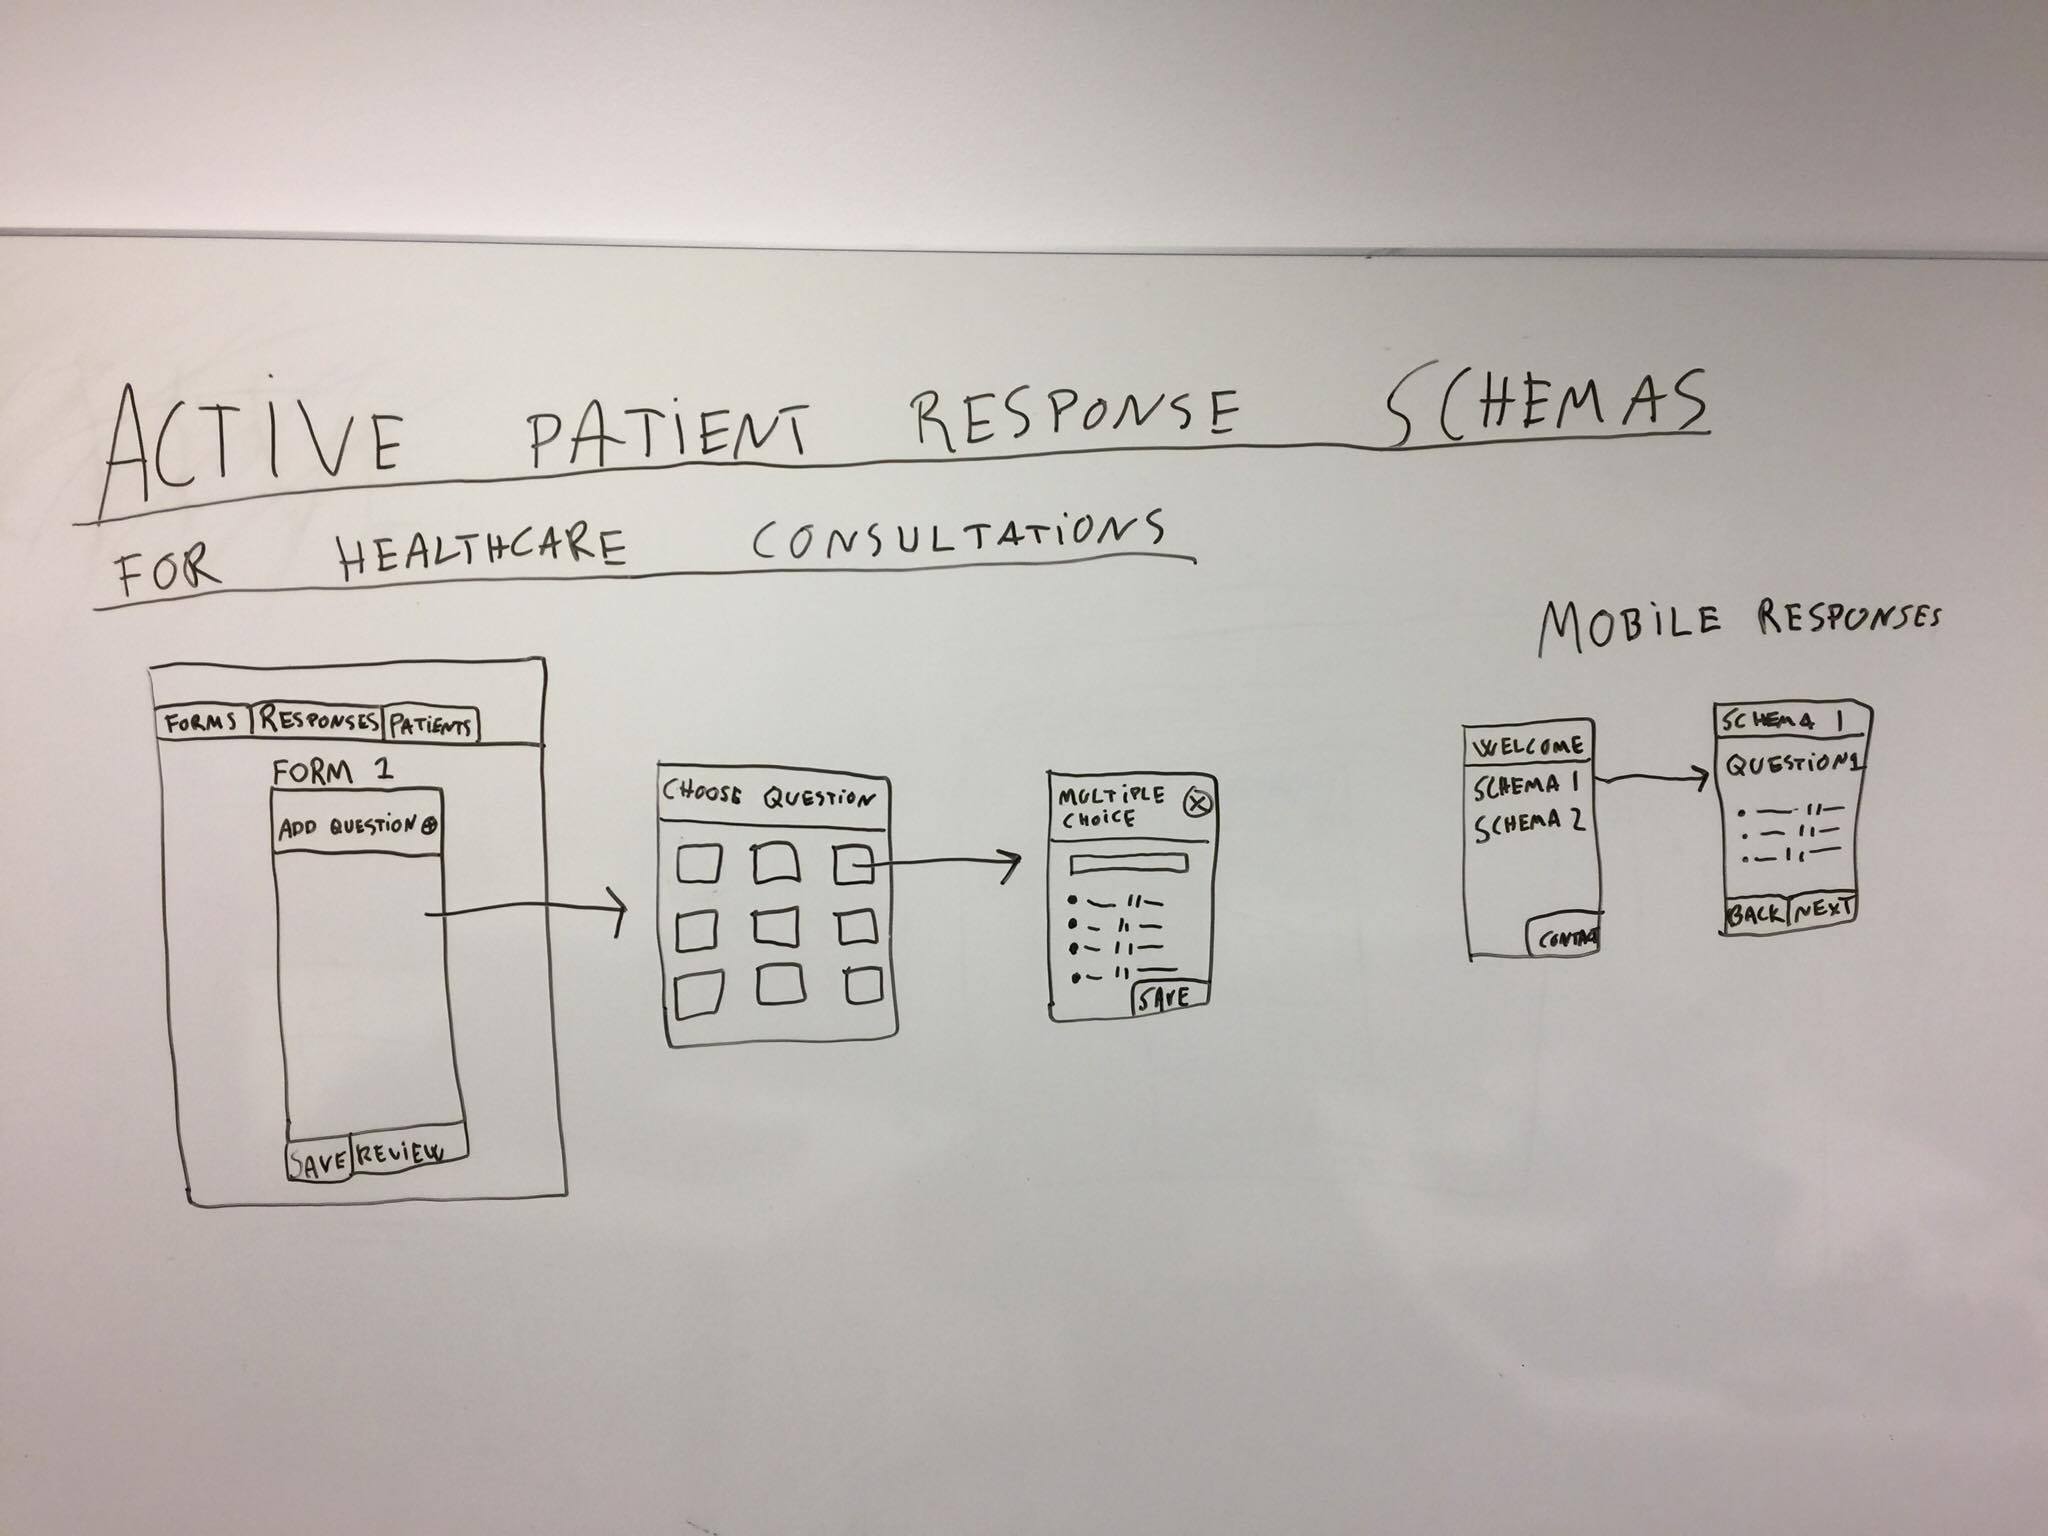 ACTIVE PATIENT RESPONSE SCHEMAS
FOR HEALTHCARE CONSULTATIONS
FORMS RESPONSES PATIENTS
FORM 1
ADD QUESTION
SAVE REVIEW
CHOOSE QUESTION
MULTIPLE
CHOICE
SAVE
MOBILE RESPONSES
WELCOME
SCHEMA 1
SCHEMA 2
CONTACT
SCHEMA 1
QUESTION 1
BACK NEXT